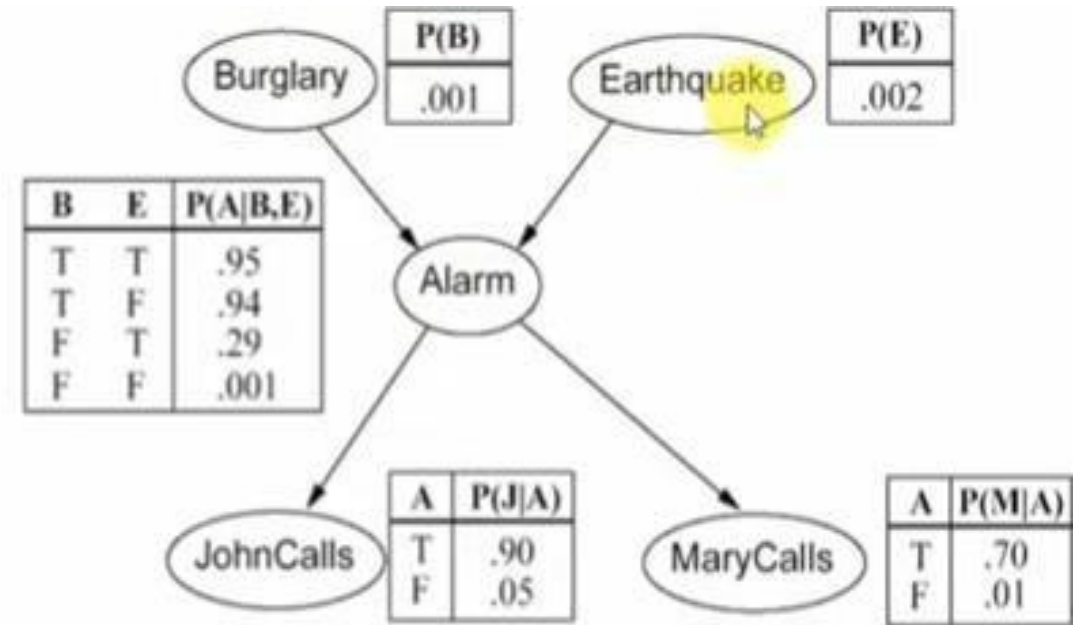 Burglary
P(B)
.001
Earthquake
P(E)
.002
B E P(A|B,E)
T T .95
T F .94
F T .29
F F .001
Alarm
JohnCalls
A P(J|A)
T .90
F .05
MaryCalls
A P(M|A)
T .70
F .01